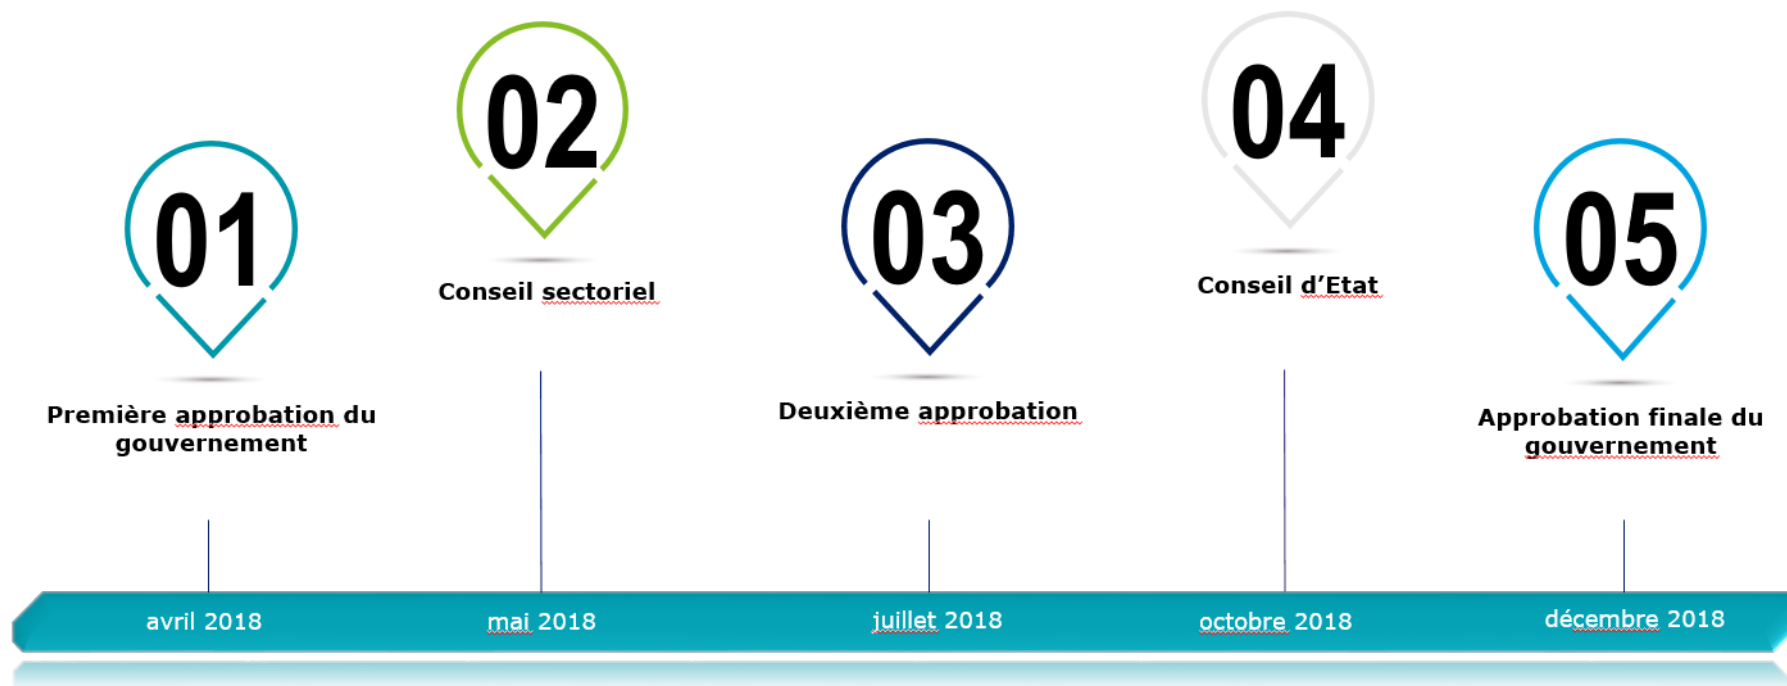 01
Première approbation du
gouvernement
avril 2018
02
Conseil sectoriel
mai 2018
03
Deuxième approbation
juillet 2018
04
Conseil d’Etat
octobre 2018
05
Approbation finale du
gouvernement
décembre 2018